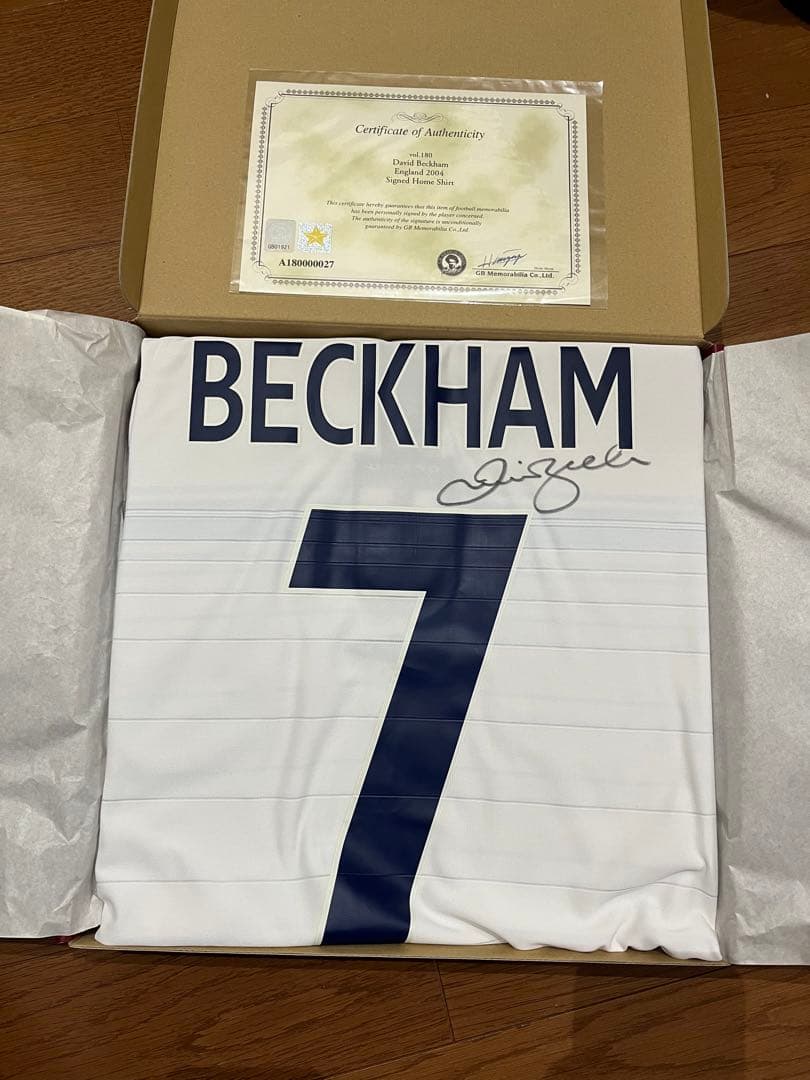 Certificate of Authenticity
vol.180
David Beckham
England 2004
Signed Home Shirt
This certificate hereby guarantees that this item of football memorabilia
has been personally signed by the player concerned.
The authenticity of the signature is unconditionally
guaranteed by GB Memorabilia Co.,Ltd.
GB01921
A180000027
GB Memorabilia Co.,Ltd.
BECKHAM
7